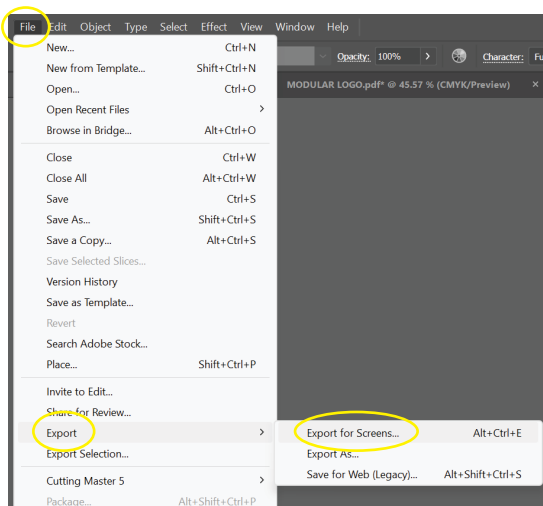 File Edit Object Type Select Effect View Window Help
Opacity: 100% > Character: Fu
MODULAR LOGO.pdf* @ 45.57 % (CMYK/Preview) ×
New... Ctrl+N
New from Template... Shift+Ctrl+N
Open... Ctrl+O
Open Recent Files >
Browse in Bridge... Alt+Ctrl+O
Close Ctrl+W
Close All Alt+Ctrl+W
Save Ctrl+S
Save As... Shift+Ctrl+S
Save a Copy... Alt+Ctrl+S
Save Selected Slices...
Version History
Save as Template...
Revert
Search Adobe Stock...
Place... Shift+Ctrl+P
Invite to Edit...
Share for Review...
Export >
Export Selection...
Cutting Master 5 >
Package... Alt+Shift+Ctrl+P
Export for Screens... Alt+Ctrl+E
Export As...
Save for Web (Legacy)... Alt+Shift+Ctrl+S